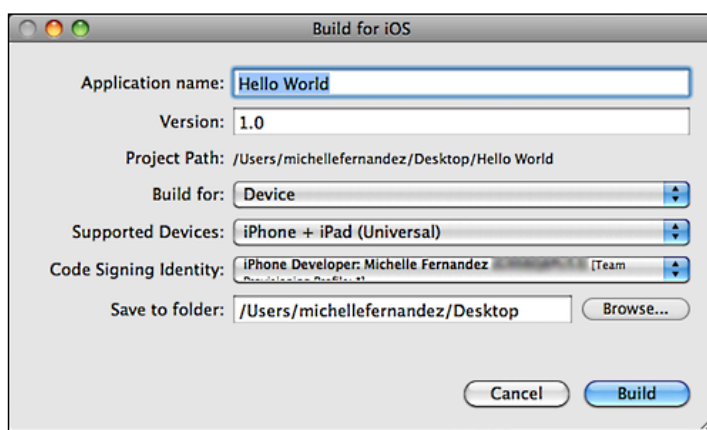 Build for iOS
Application name: Hello World
Version: 1.0
Project Path: /Users/michellefernandez/Desktop/Hello World
Build for: Device
Supported Devices: iPhone + iPad (Universal)
Code Signing Identity: iPhone Developer: Michelle Fernandez [Team
Provisioning Profile: *]
Save to folder: /Users/michellefernandez/Desktop Browse...
Cancel Build